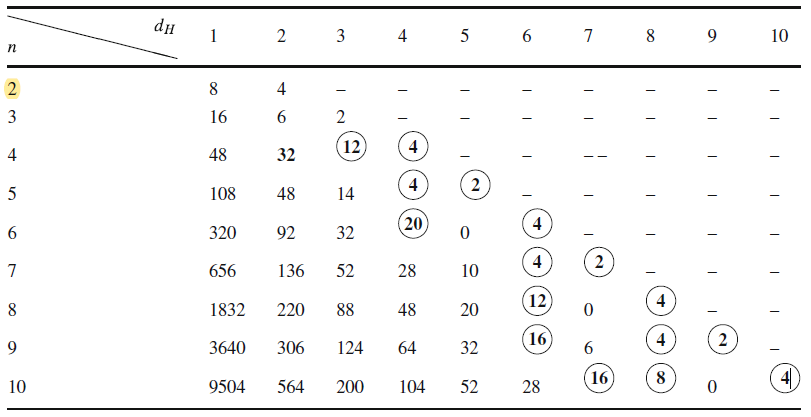 d_H 1 2 3 4 5 6 7 8 9 10
n
2 8 4 – – – – – – – –
3 16 6 2 – – – – – – –
4 48 32 12 4 – – –– – – –
5 108 48 14 4 2 – – – – –
6 320 92 32 20 0 4 – – – –
7 656 136 52 28 10 4 2 – – –
8 1832 220 88 48 20 12 0 4 – –
9 3640 306 124 64 32 16 6 4 2 –
10 9504 564 200 104 52 28 16 8 0 4